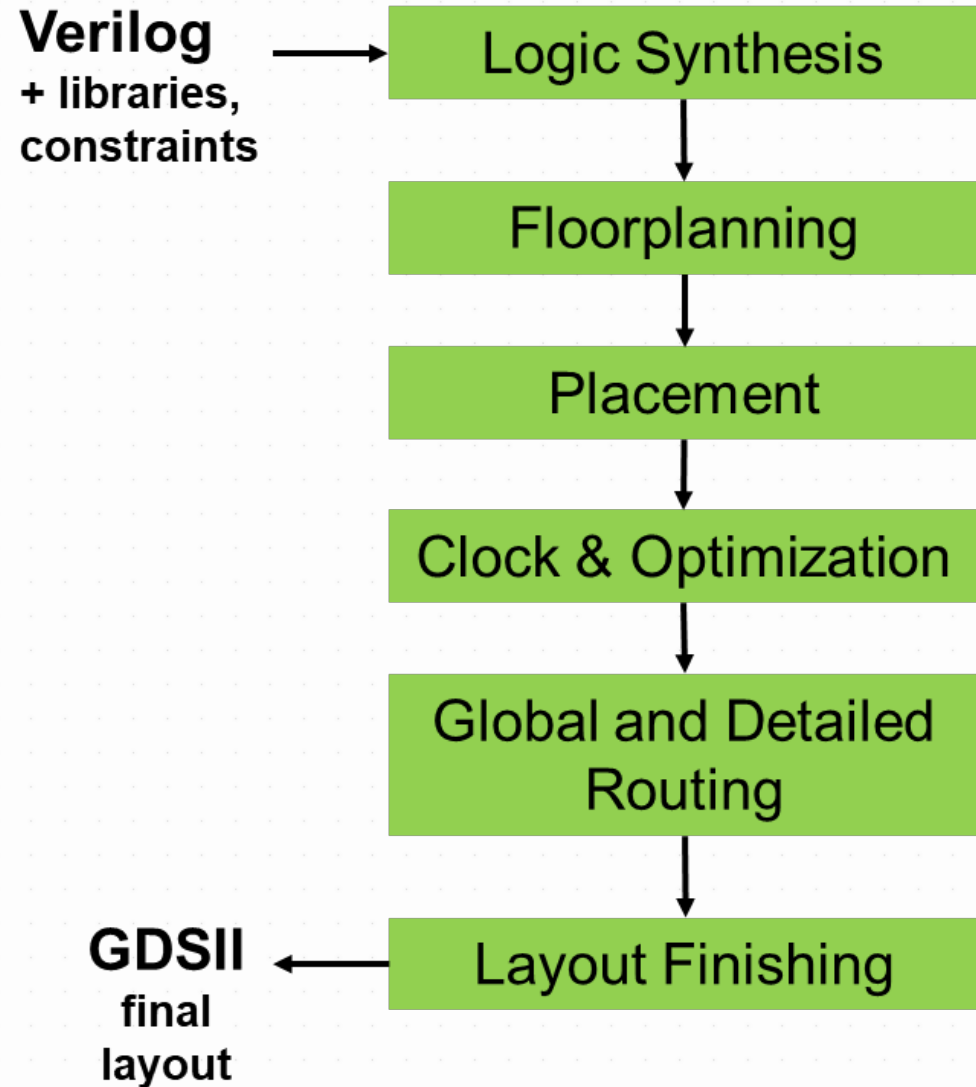 Verilog
+ libraries,
constraints
Logic Synthesis
Floorplanning
Placement
Clock & Optimization
Global and Detailed
Routing
Layout Finishing
GDSII
final
layout